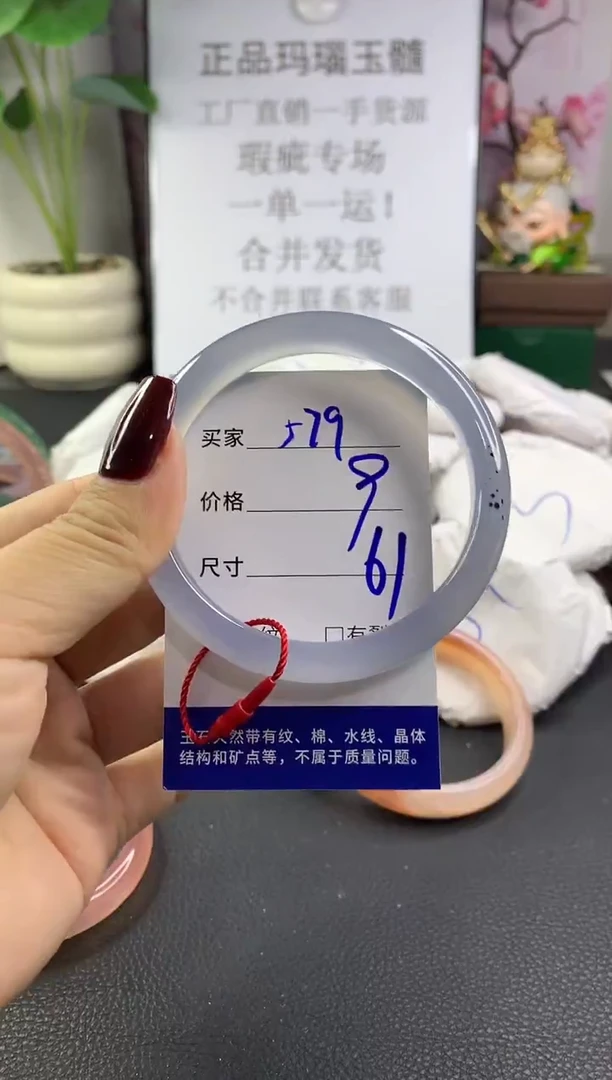 正品玛瑙玉髓
工厂直销一手货源
瑕疵专场
一单一运！
合并发货
不合并联系客服
买家 579
价格 9
尺寸 61
纹 □有裂
玉石天然带有纹、棉、水线、晶体
结构和矿点等，不属于质量问题。